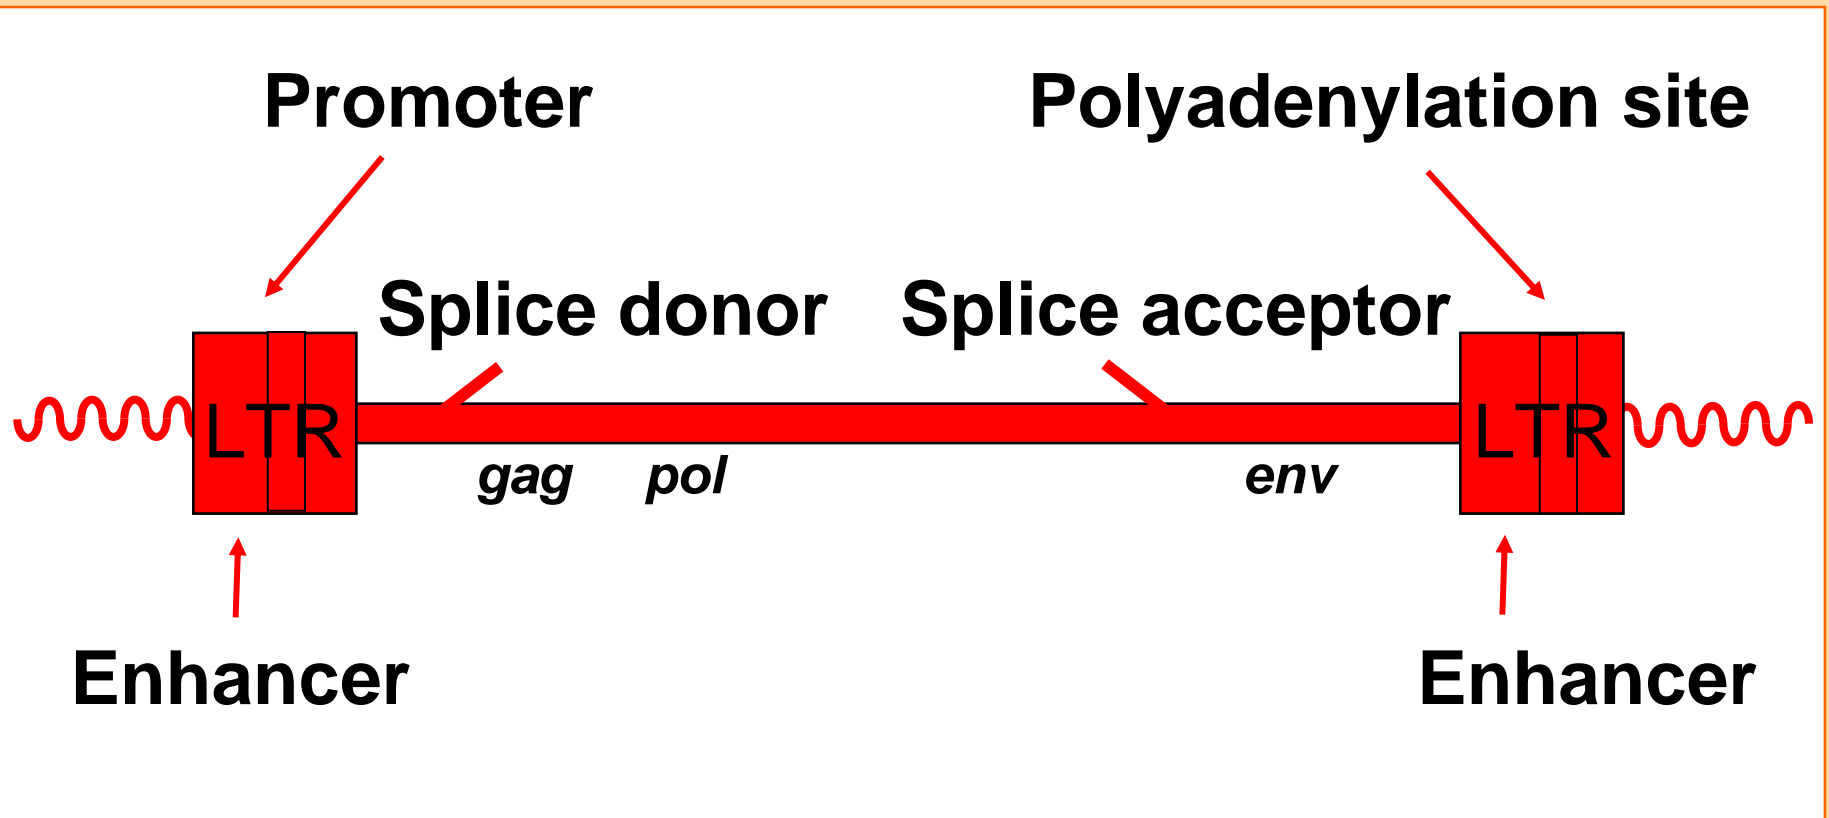 Promoter Polyadenylation site
Splice donor Splice acceptor
LTR LTR
gag pol env
Enhancer Enhancer